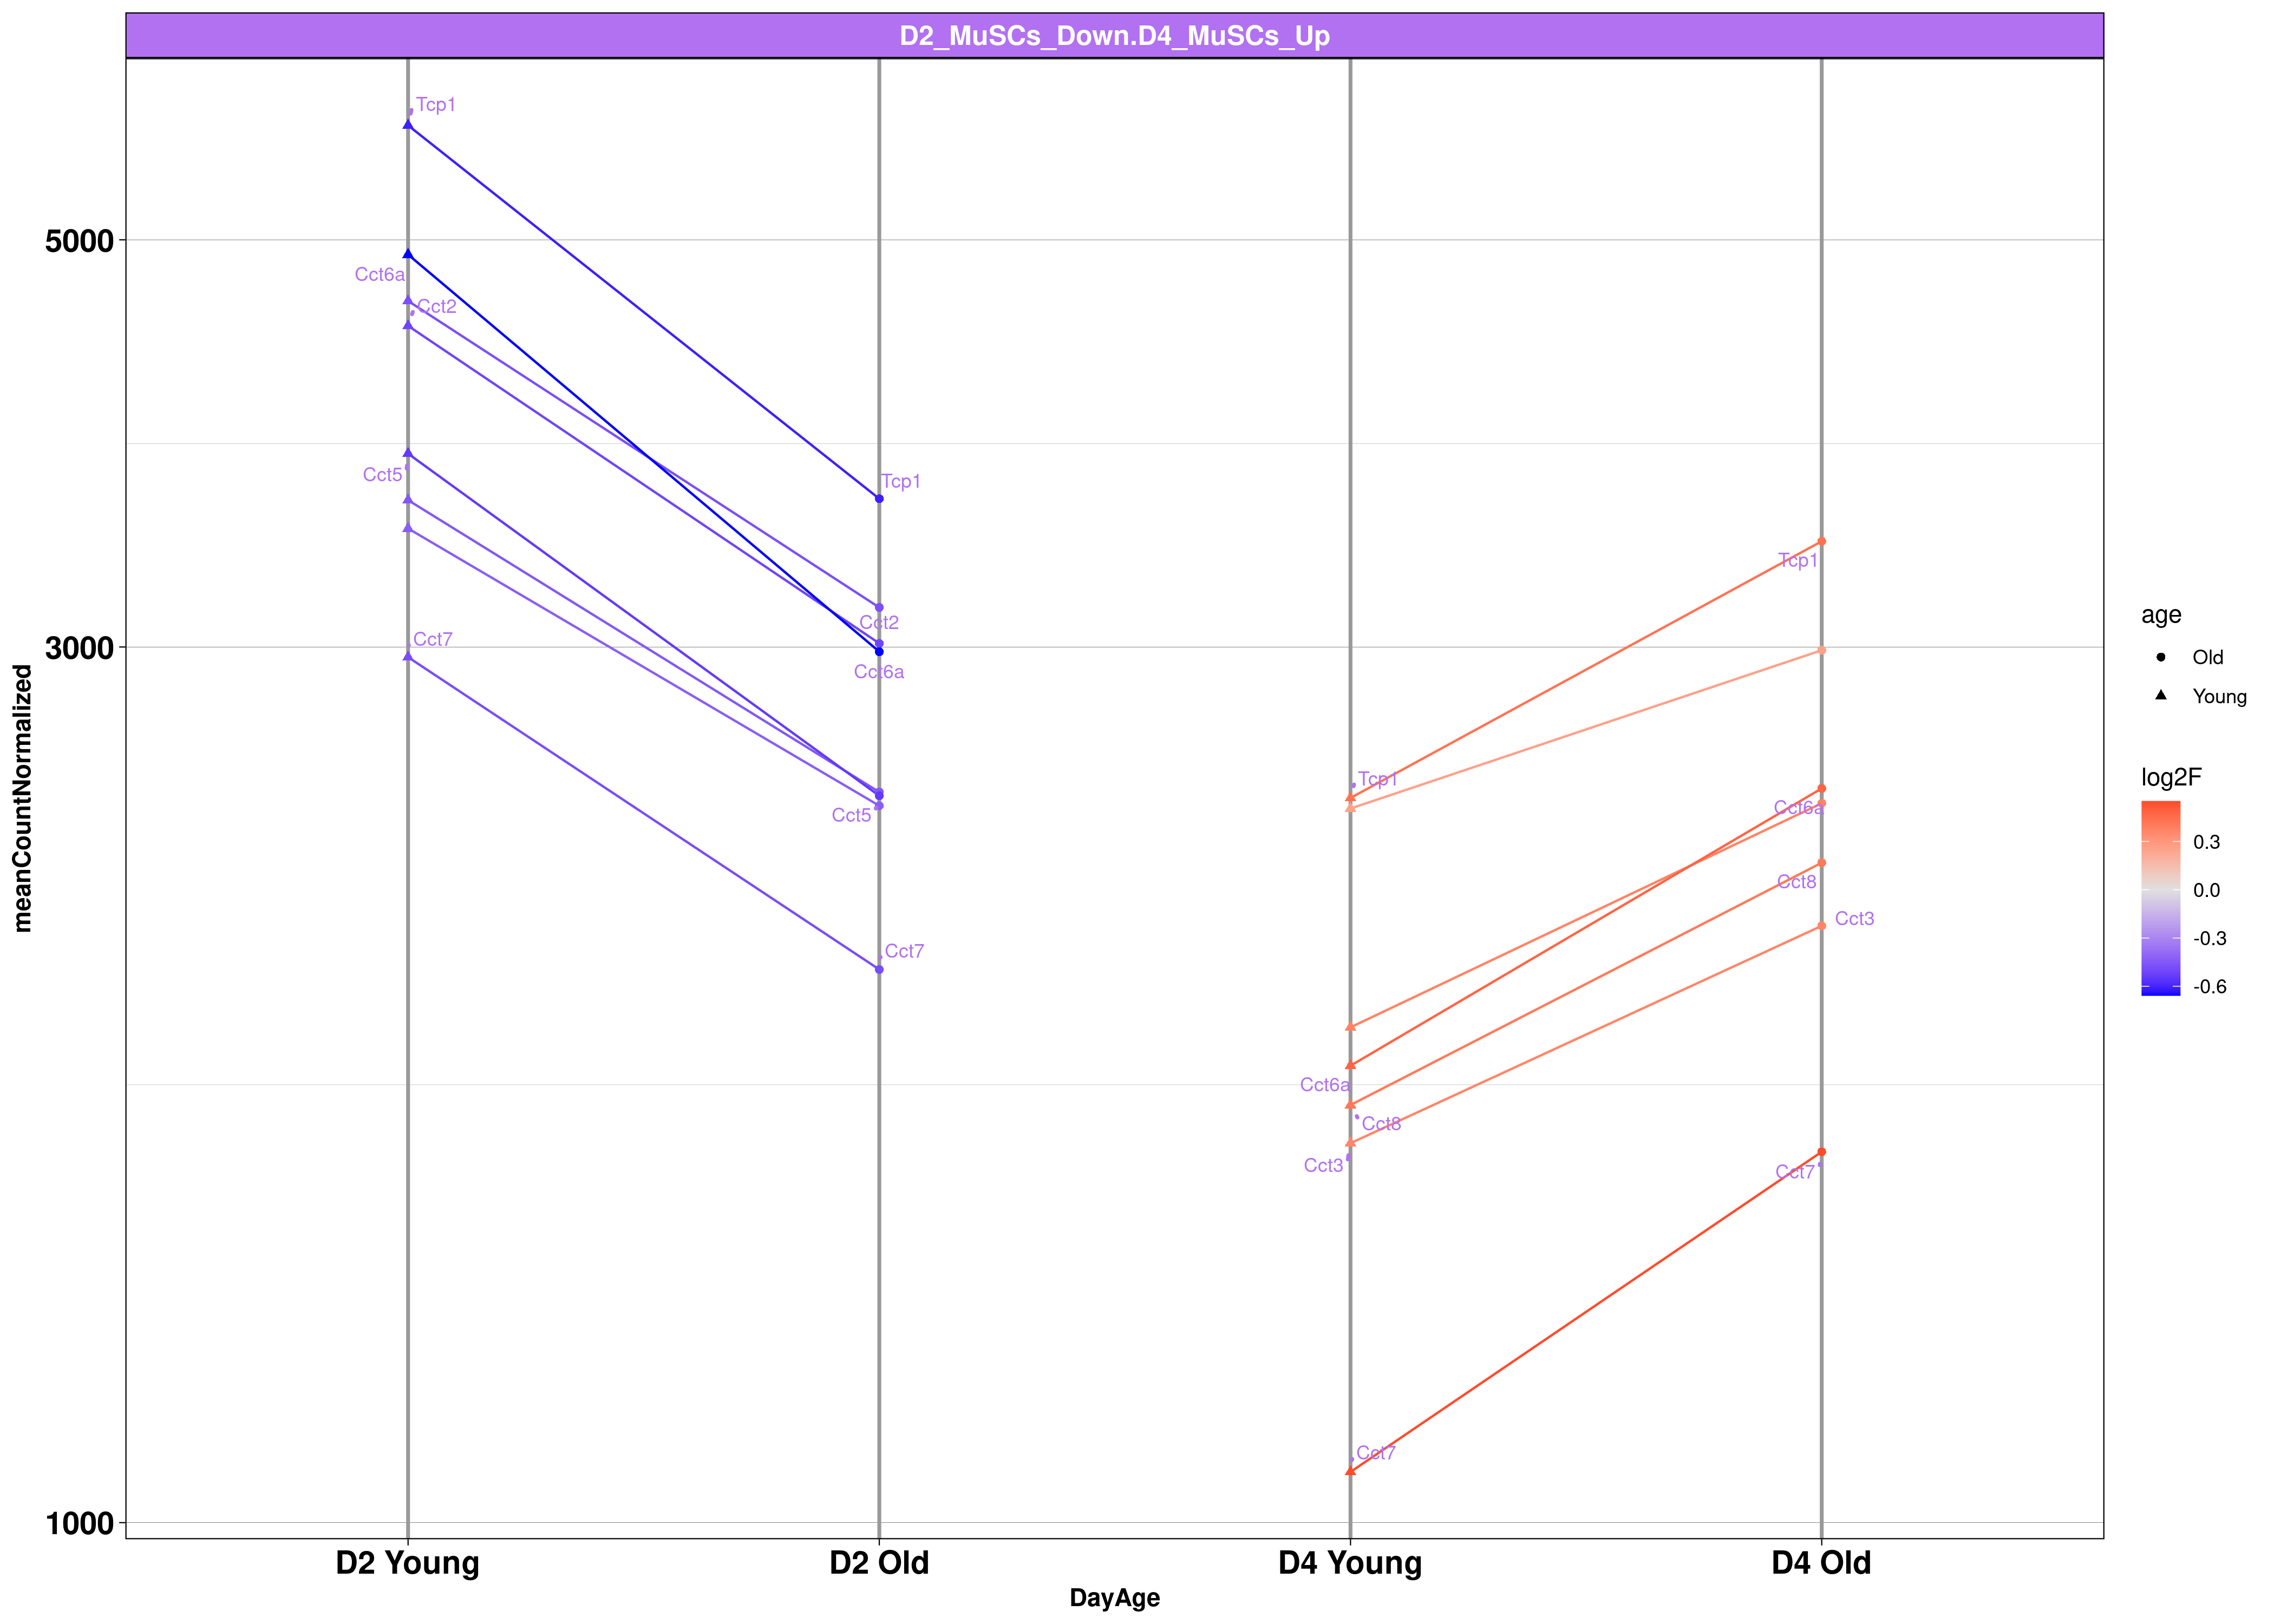 D2_MuSCs_Down.D4_MuSCs_Up
Tcp1
5000
Cct6a
Cct2
Cct5
Tcp1
Tcp1
age
Old
Young
Cct2
Cct7
3000
Cct6a
meanCountNormalized
Tcp1
log2F
0.3
0.0
-0.3
-0.6
Cct6a
Cct5
Cct8
Cct3
Cct7
Cct6a
Cct8
Cct3
Cct7
Cct7
1000
D2 Young
D2 Old
D4 Young
D4 Old
DayAge